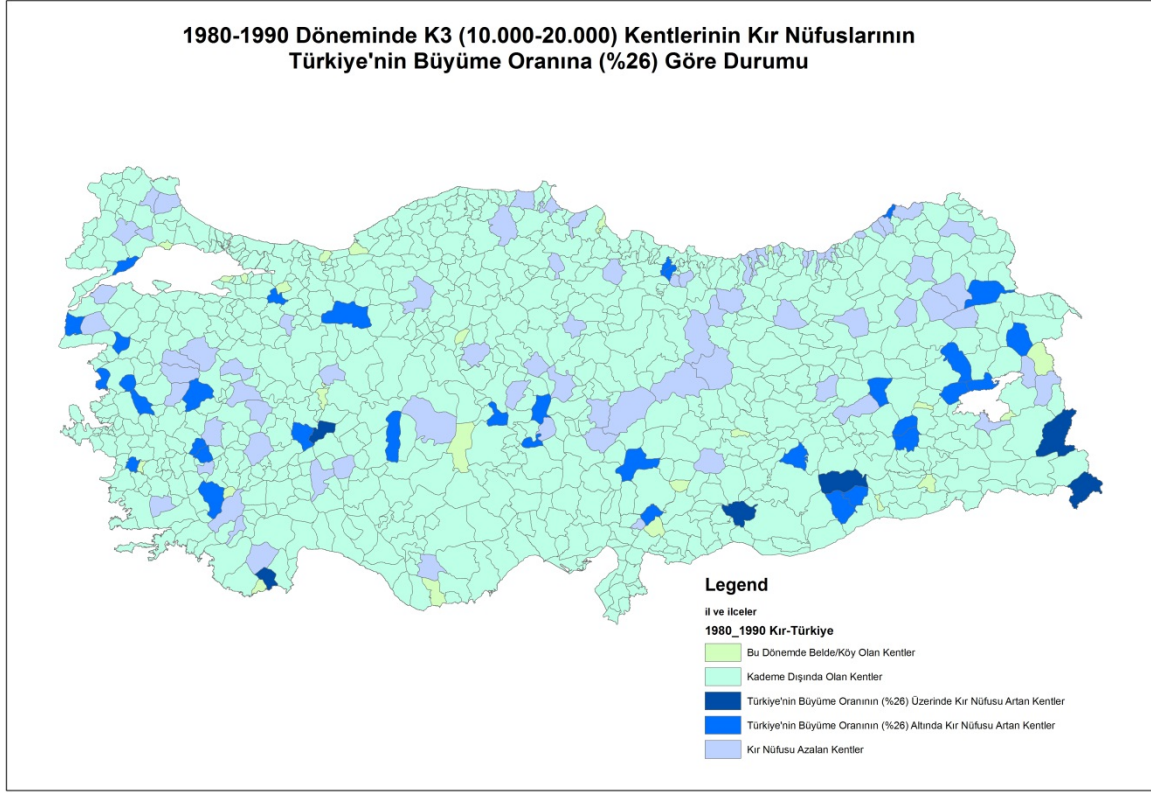 1980-1990 Döneminde K3 (10.000-20.000) Kentlerinin Kır Nüfuslarının
Türkiye'nin Büyüme Oranına (%26) Göre Durumu
Legend
il ve ilceler
1980_1990 Kır-Türkiye
Bu Dönemde Belde/Köy Olan Kentler
Kademe Dışında Olan Kentler
Türkiye'nin Büyüme Oranının (%26) Üzerinde Kır Nüfusu Artan Kentler
Türkiye'nin Büyüme Oranının (%26) Altında Kır Nüfusu Artan Kentler
Kır Nüfusu Azalan Kentler